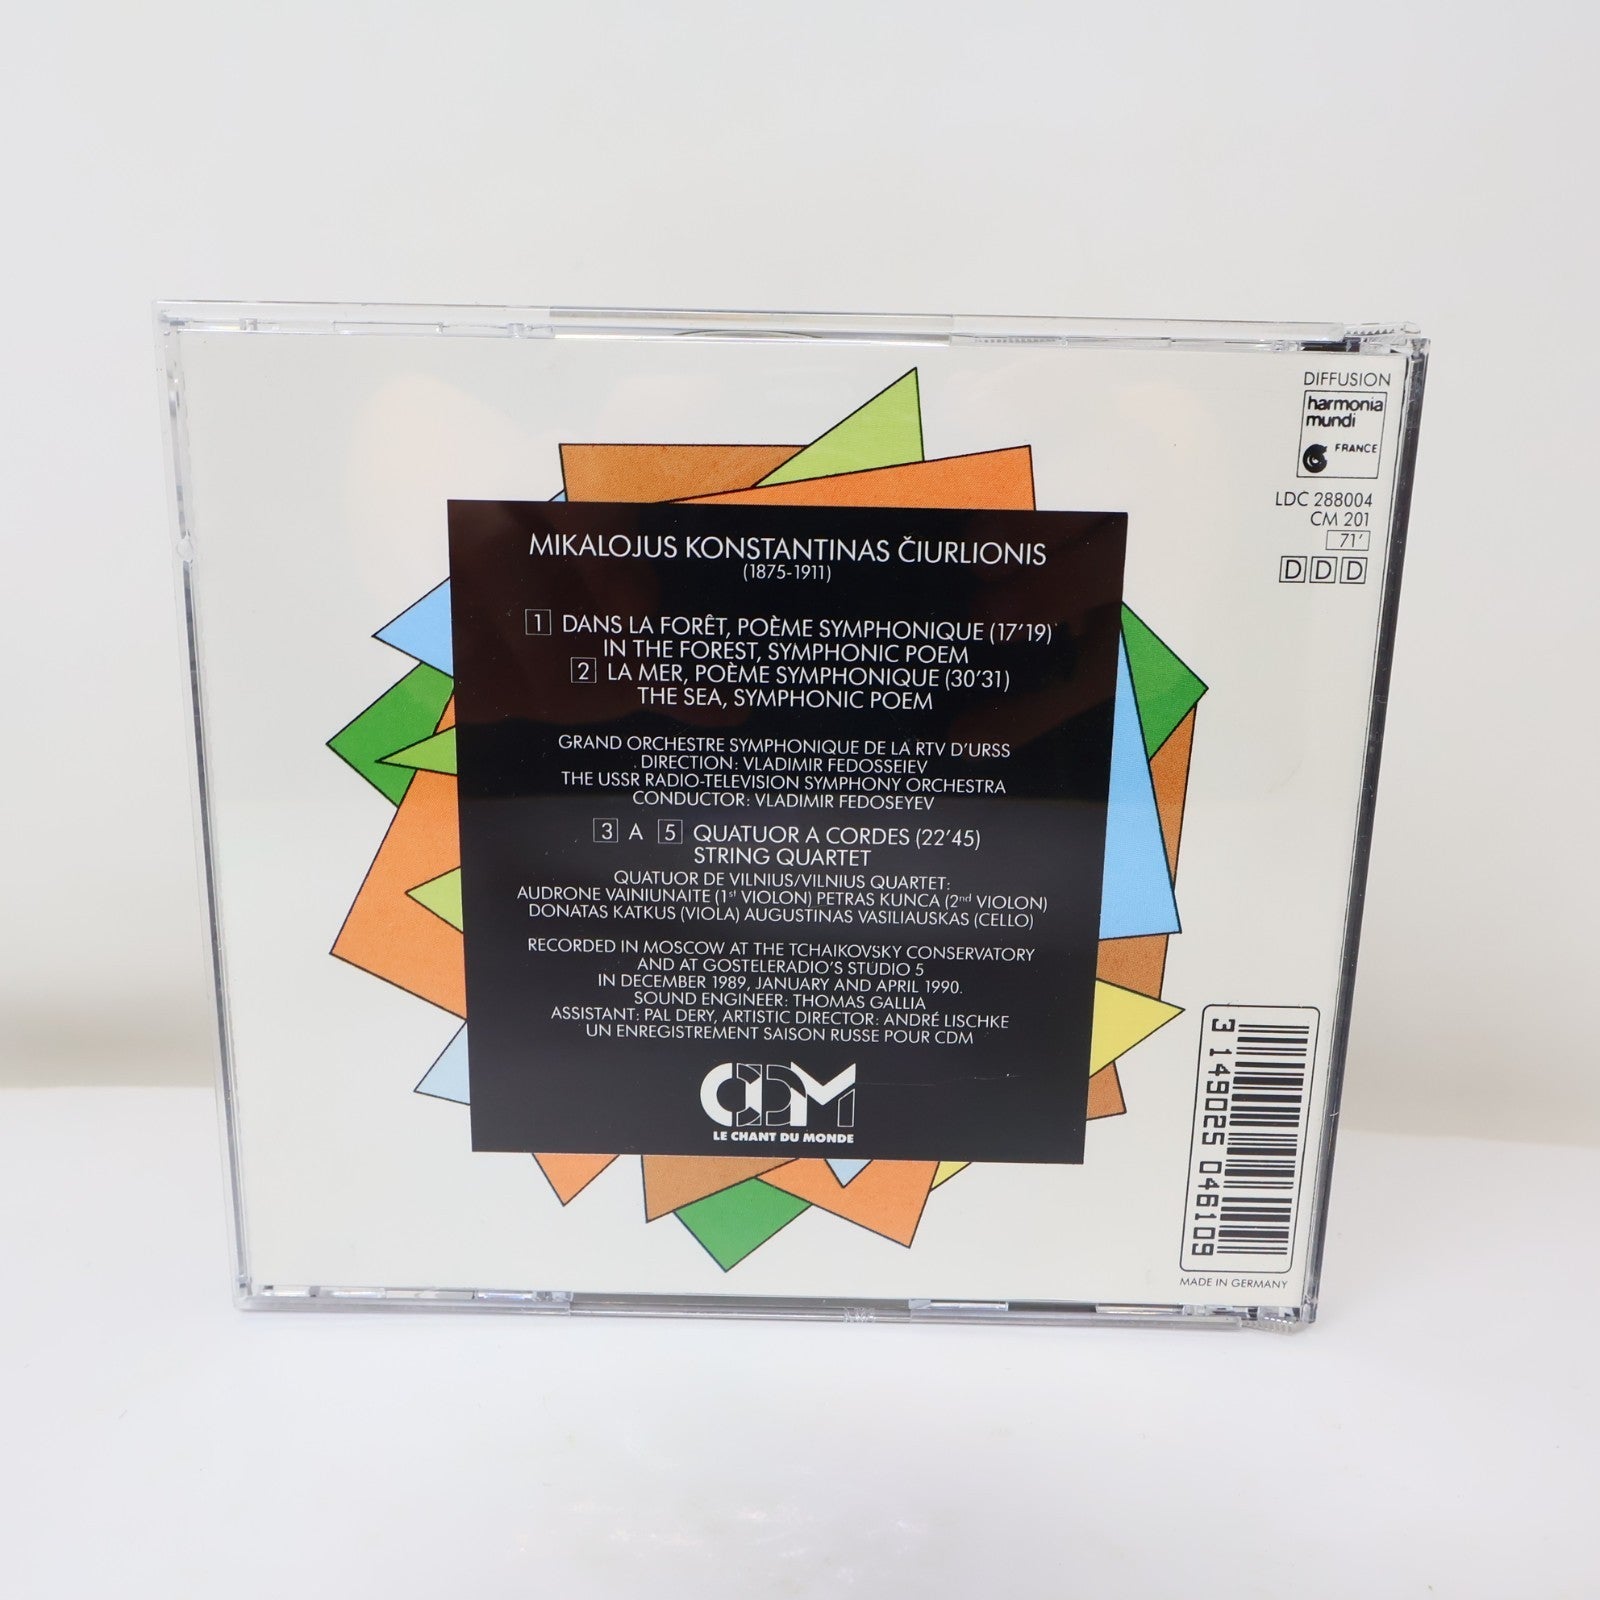 DIFFUSION
harmonia
mundi
FRANCE
LDC 288004
CM 201
71'
DDD
MIKALOJUS KONSTANTINAS ČIURLIONIS
(1875-1911)
1 DANS LA FORÊT, POÈME SYMPHONIQUE (17'19)
IN THE FOREST, SYMPHONIC POEM
2 LA MER, POÈME SYMPHONIQUE (30'31)
THE SEA, SYMPHONIC POEM
GRAND ORCHESTRE SYMPHONIQUE DE LA RTV D'URSS
DIRECTION: VLADIMIR FEDOSSEIEV
THE USSR RADIO-TELEVISION SYMPHONY ORCHESTRA
CONDUCTOR: VLADIMIR FEDOSEYEV
3 A 5 QUATUOR A CORDES (22'45)
STRING QUARTET
QUATUOR DE VILNIUS/VILNIUS QUARTET:
AUDRONE VAINIUNAITE (1st VIOLON) PETRAS KUNCA (2nd VIOLON)
DONATAS KATKUS (VIOLA) AUGUSTINAS VASILIAUSKAS (CELLO)
RECORDED IN MOSCOW AT THE TCHAIKOVSKY CONSERVATORY
AND AT GOSTELERADIO'S STUDIO 5
IN DECEMBER 1989, JANUARY AND APRIL 1990.
SOUND ENGINEER: THOMAS GALLIA
ASSISTANT: PAL DERY, ARTISTIC DIRECTOR: ANDRÉ LISCHKE
UN ENREGISTREMENT SAISON RUSSE POUR CDM
CDM
LE CHANT DU MONDE
3 149025 046109
MADE IN GERMANY